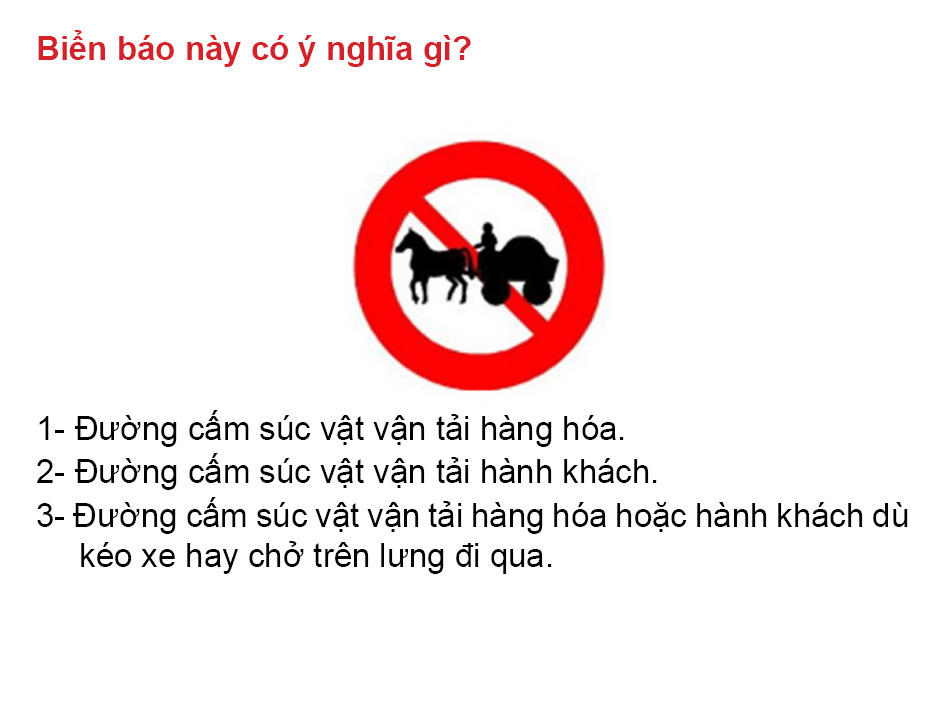 Biển báo này có ý nghĩa gì?
1- Đường cấm súc vật vận tải hàng hóa.
2- Đường cấm súc vật vận tải hành khách.
3- Đường cấm súc vật vận tải hàng hóa hoặc hành khách dù
kéo xe hay chở trên lưng đi qua.